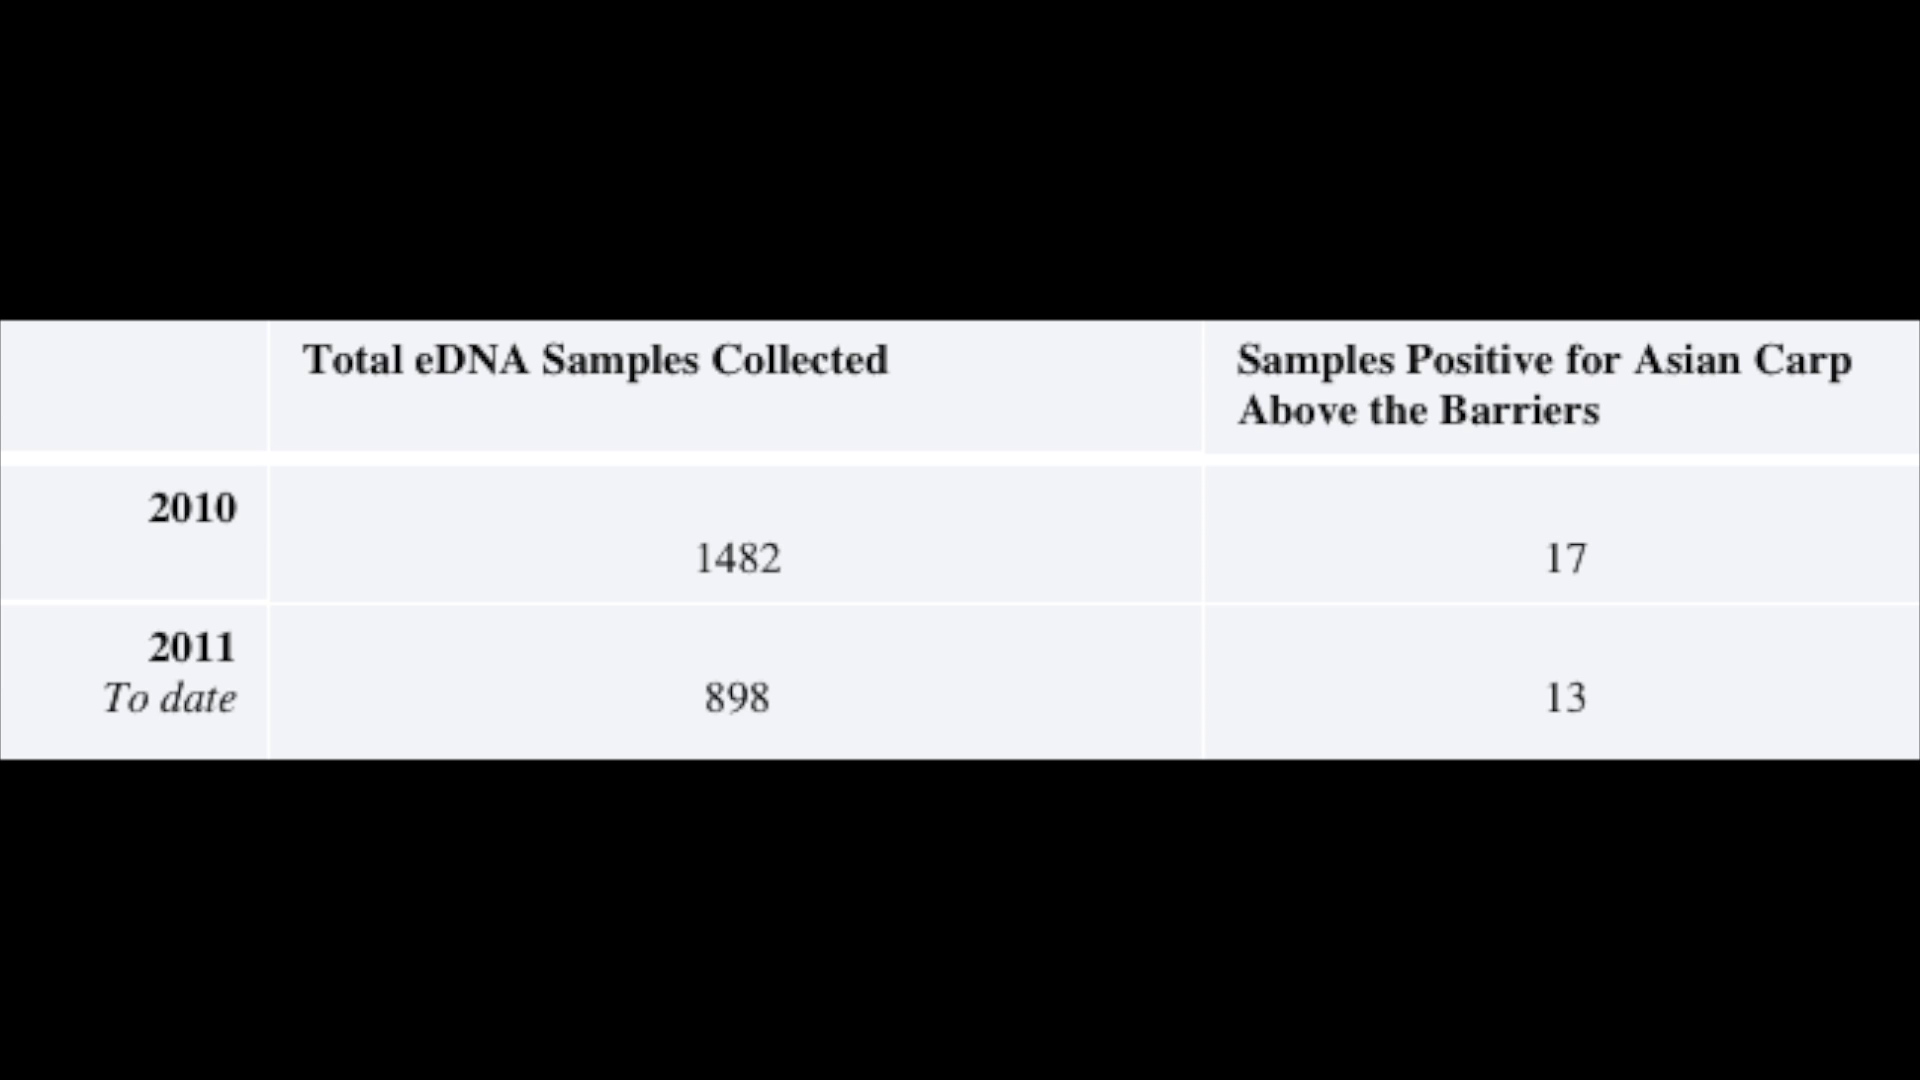 Total eDNA Samples Collected
Samples Positive for Asian Carp
Above the Barriers
2010
1482
17
2011
To date
898
13